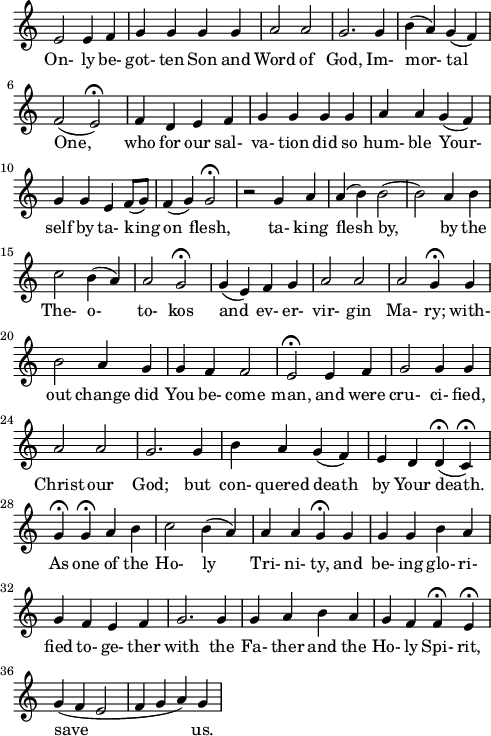 On- ly be- got- ten Son and Word of God, Im- mor- tal
6
One, who for our sal- va- tion did so hum- ble Your-
10
self by ta- king on flesh, ta- king flesh by, by the
15
The- o- to- kos and ev- er- vir- gin Ma- ry; with-
20
out change did You be- come man, and were cru- ci- fied,
24
Christ our God; but con- quered death by Your death.
28
As one of the Ho- ly Tri- ni- ty, and be- ing glo- ri-
32
fied to- ge- ther with the Fa- ther and the Ho- ly Spi- rit,
36
save us.